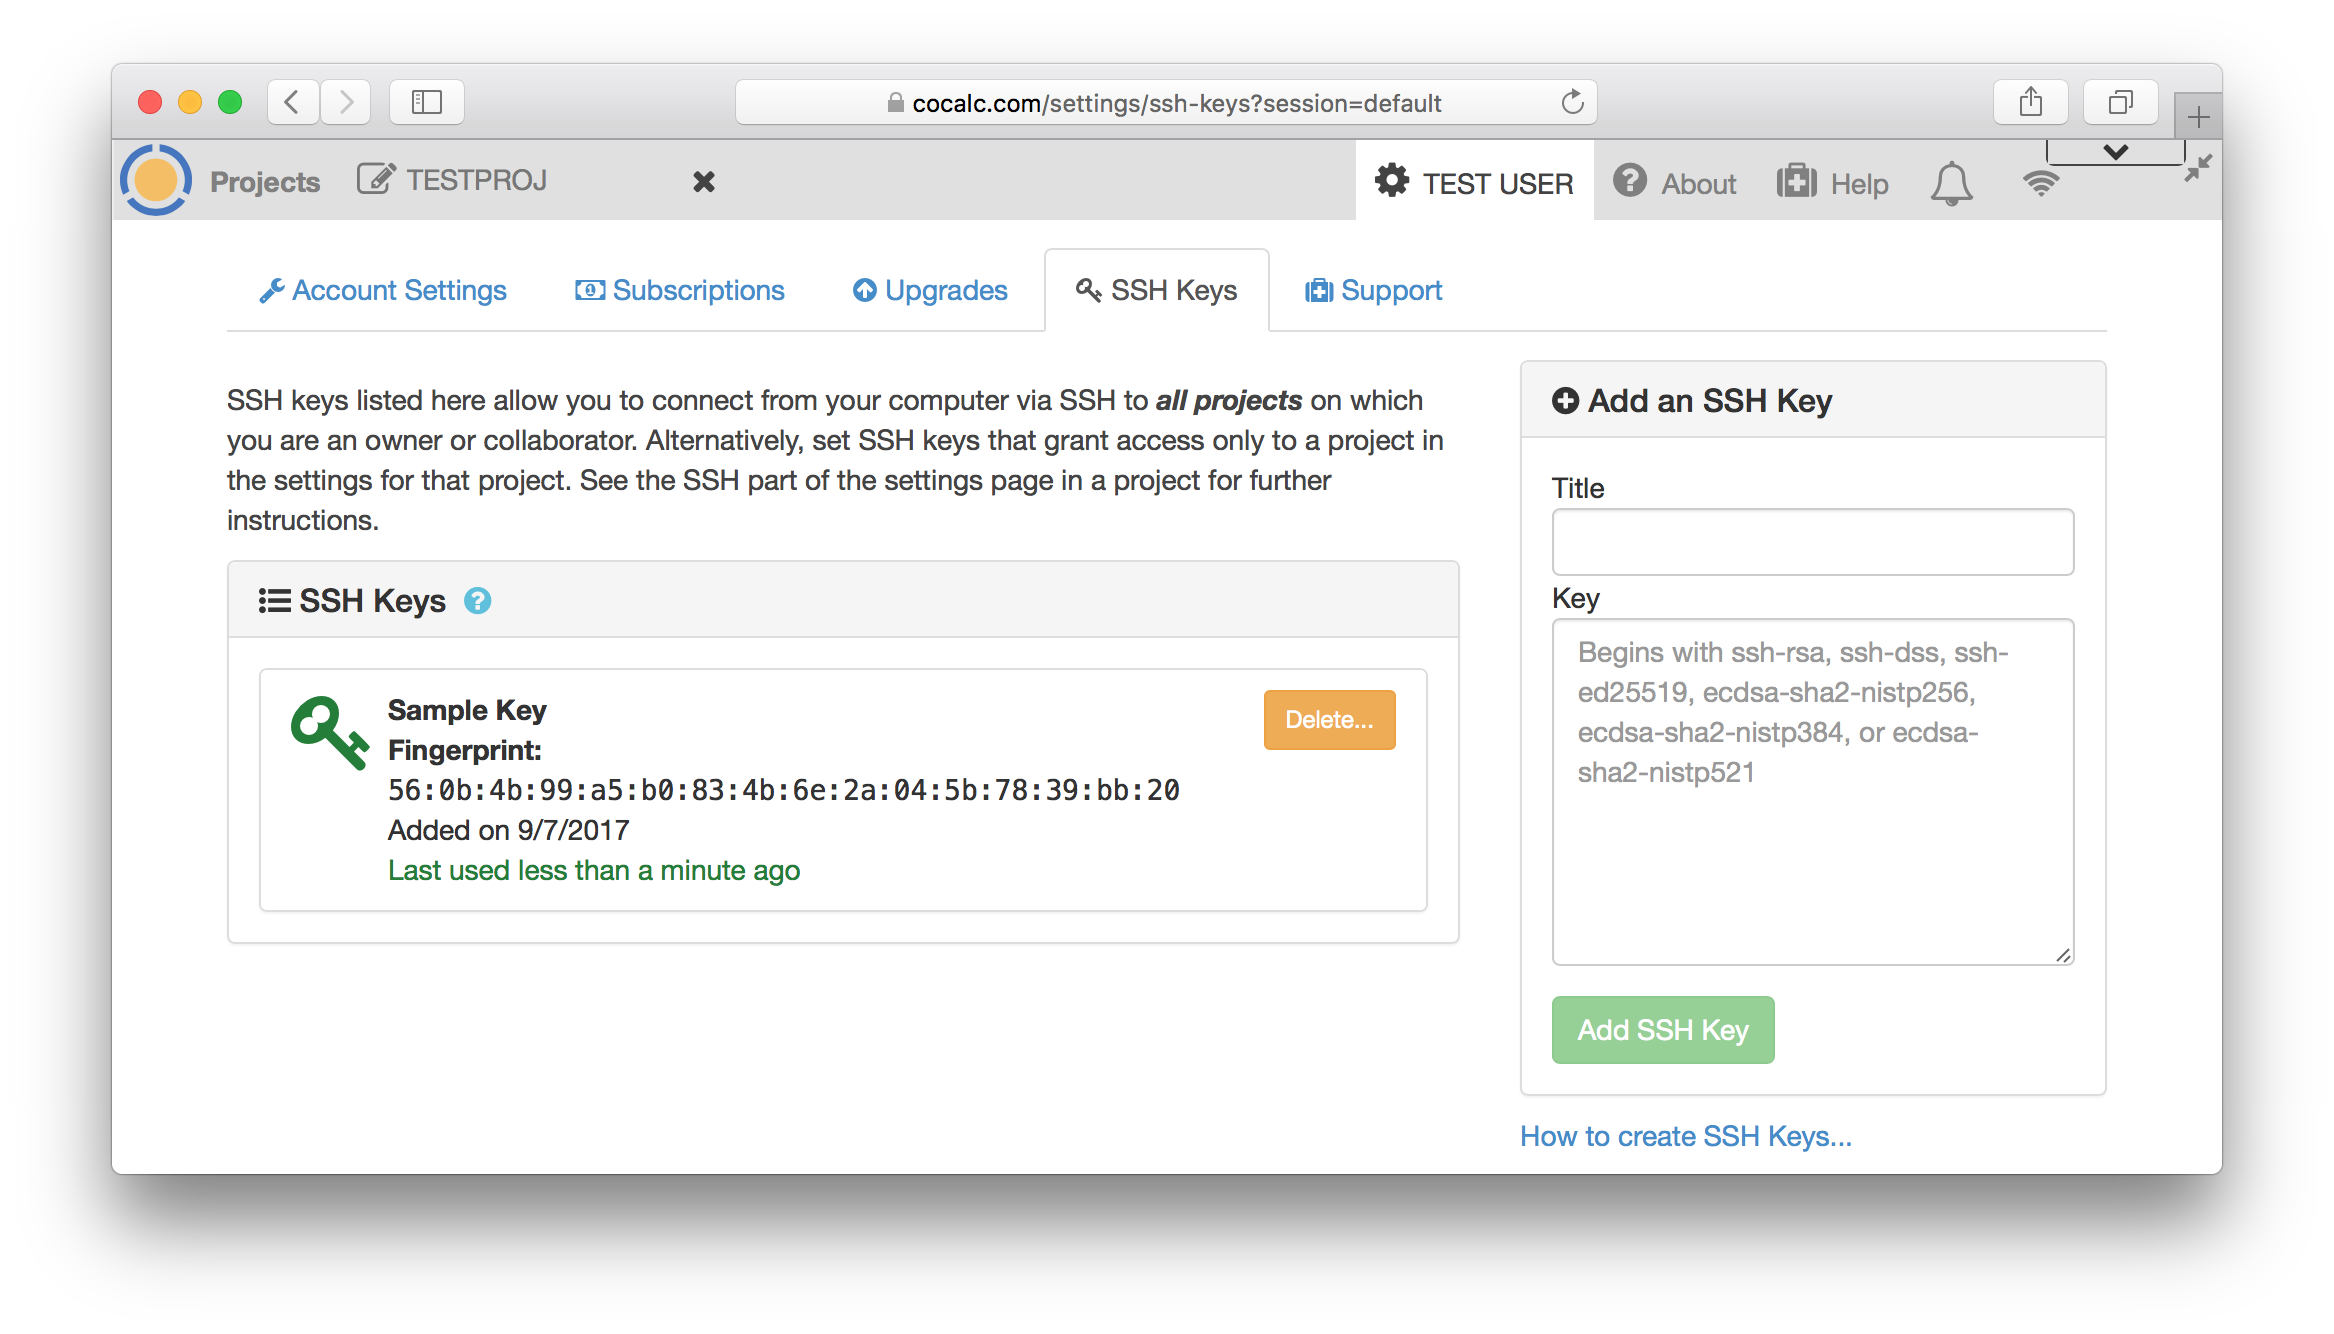 cocalc.com/settings/ssh-keys?session=default
Projects TESTPROJ TEST USER About Help
Account Settings Subscriptions Upgrades SSH Keys Support
SSH keys listed here allow you to connect from your computer via SSH to all projects on which
you are an owner or collaborator. Alternatively, set SSH keys that grant access only to a project in
the settings for that project. See the SSH part of the settings page in a project for further
instructions.
SSH Keys
Sample Key
Fingerprint:
56:0b:4b:99:a5:b0:83:4b:6e:2a:04:5b:78:39:bb:20
Added on 9/7/2017
Last used less than a minute ago
Delete...
Add an SSH Key
Title
Key
Begins with ssh-rsa, ssh-dss, ssh-
ed25519, ecdsa-sha2-nistp256,
ecdsa-sha2-nistp384, or ecdsa-
sha2-nistp521
Add SSH Key
How to create SSH Keys...